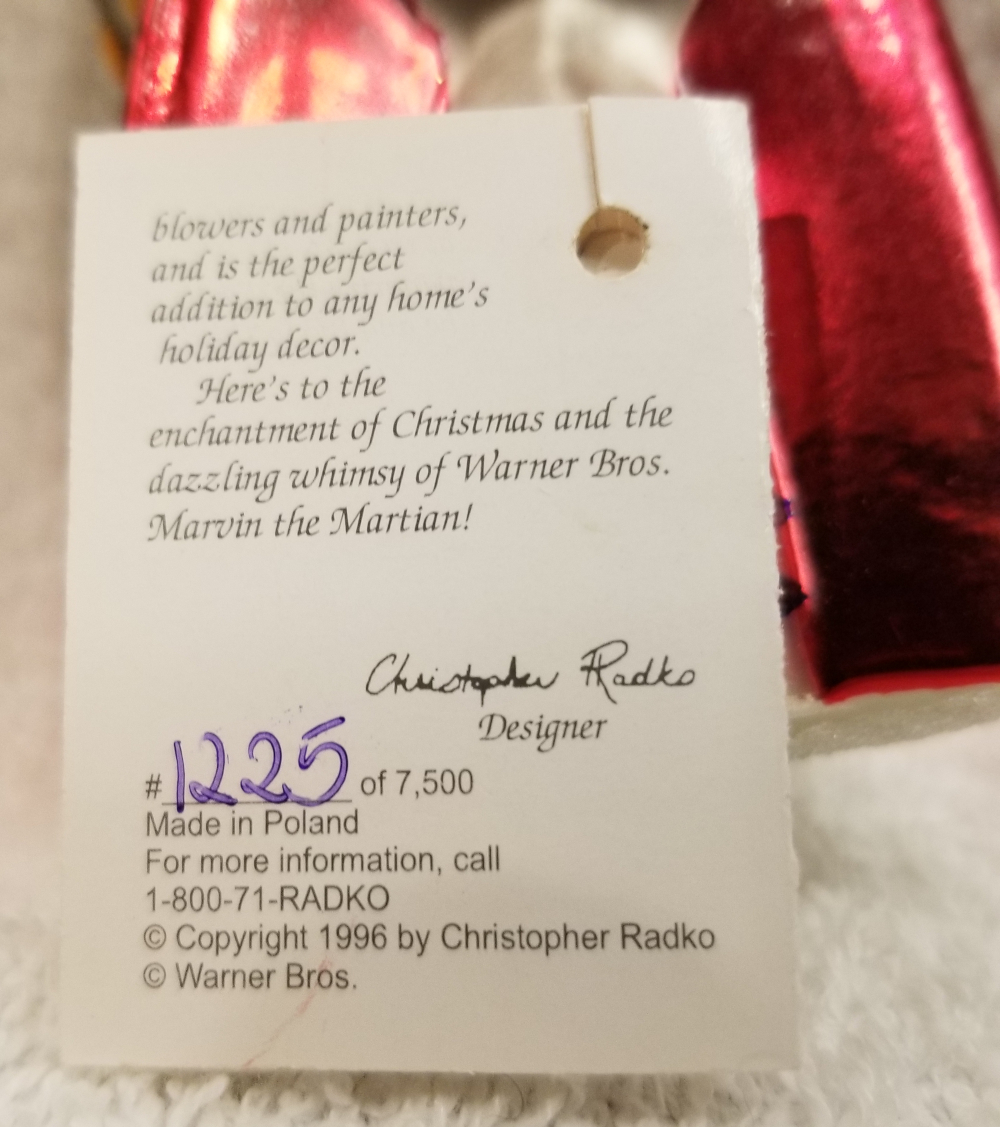 blowers and painters,
and is the perfect
addition to any home's
holiday decor.
Here's to the
enchantment of Christmas and the
dazzling whimsy of Warner Bros.
Marvin the Martian!
Christopher Radko
Designer
# 1225 of 7,500
Made in Poland
For more information, call
1-800-71-RADKO
© Copyright 1996 by Christopher Radko
© Warner Bros.